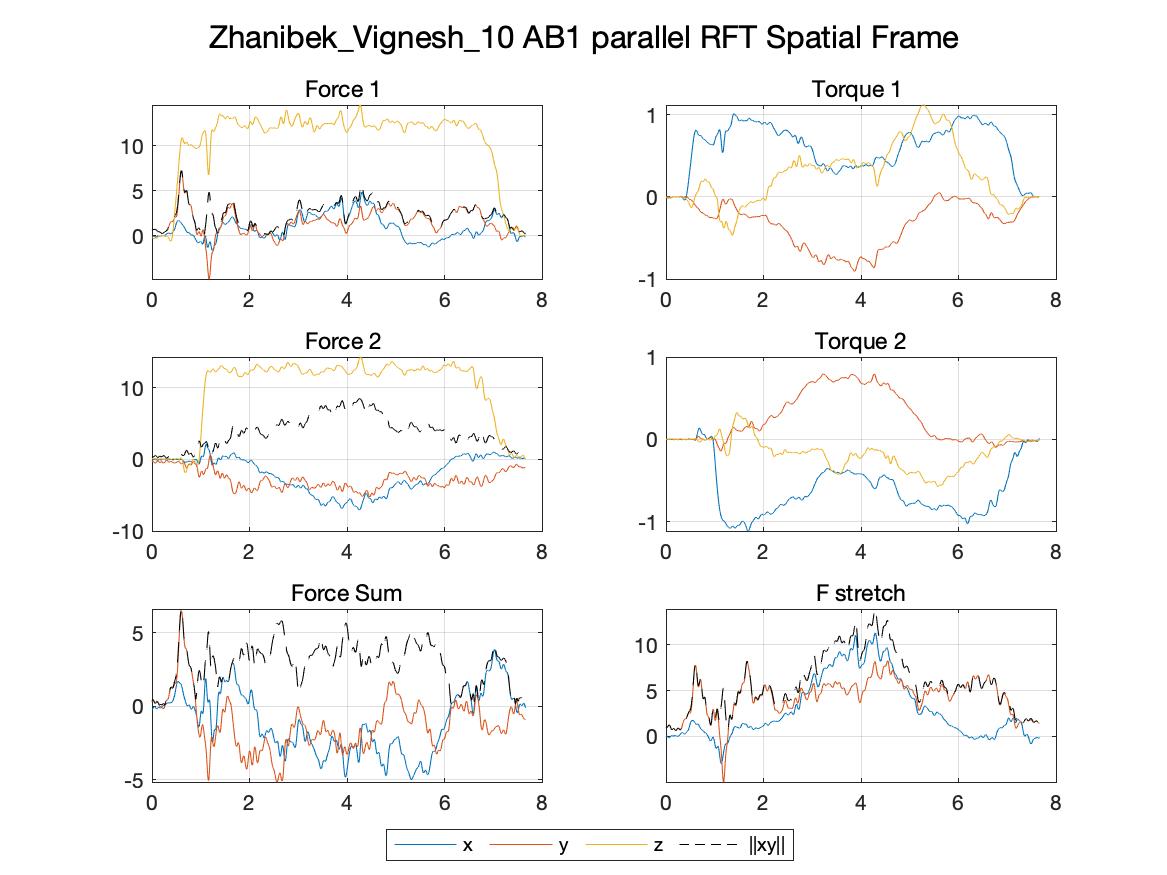 Zhanibek_Vignesh_10 AB1 parallel RFT Spatial Frame
Force 1
10
5
0
0 2 4 6 8
Torque 1
1
0
-1
0 2 4 6 8
Force 2
10
0
-10
0 2 4 6 8
Torque 2
1
0
-1
0 2 4 6 8
Force Sum
5
0
-5
0 2 4 6 8
F stretch
10
5
0
0 2 4 6 8
x y z ||xy||